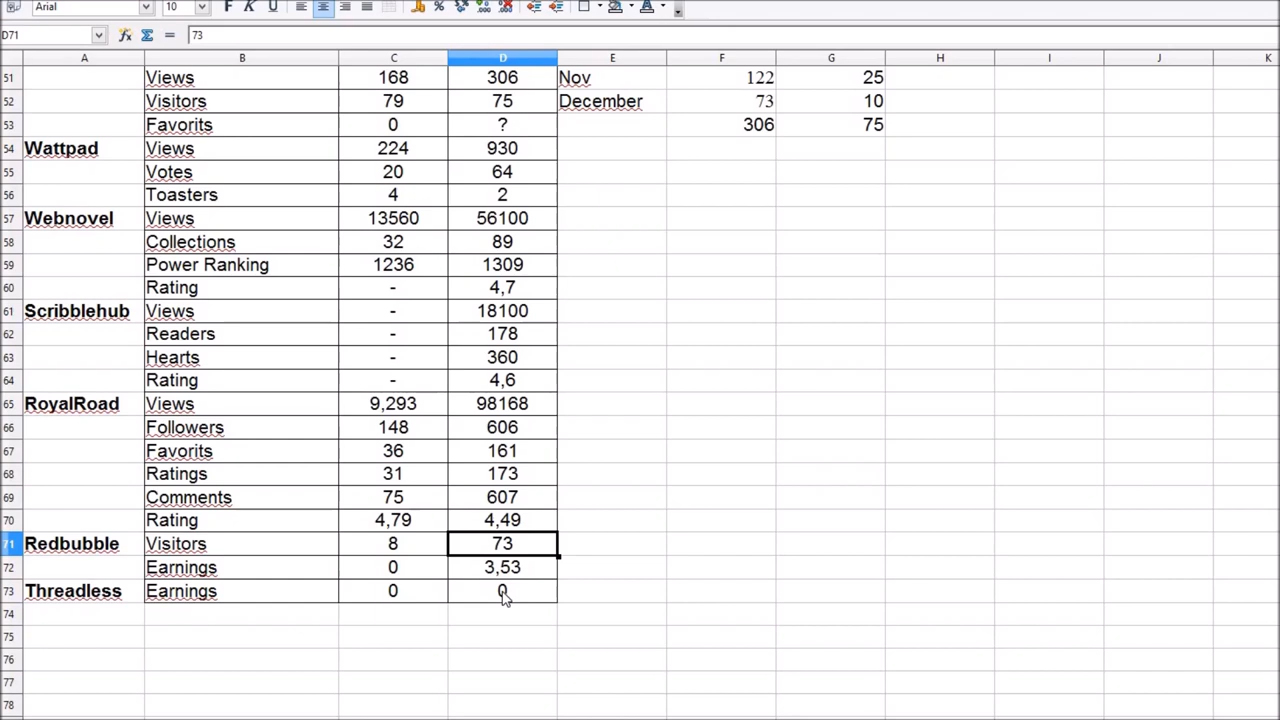 Arial 10 F K U %
D71 73
A B C D E F G H I J K
51 Views 168 306 Nov 122 25
52 Visitors 79 75 December 73 10
53 Favorits 0 ? 306 75
54 Wattpad Views 224 930
55 Votes 20 64
56 Toasters 4 2
57 Webnovel Views 13560 56100
58 Collections 32 89
59 Power Ranking 1236 1309
60 Rating - 4,7
61 Scribblehub Views - 18100
62 Readers - 178
63 Hearts - 360
64 Rating - 4,6
65 RoyalRoad Views 9,293 98168
66 Followers 148 606
67 Favorits 36 161
68 Ratings 31 173
69 Comments 75 607
70 Rating 4,79 4,49
71 Redbubble Visitors 8 73
72 Earnings 0 3,53
73 Threadless Earnings 0 0
74
75
76
77
78